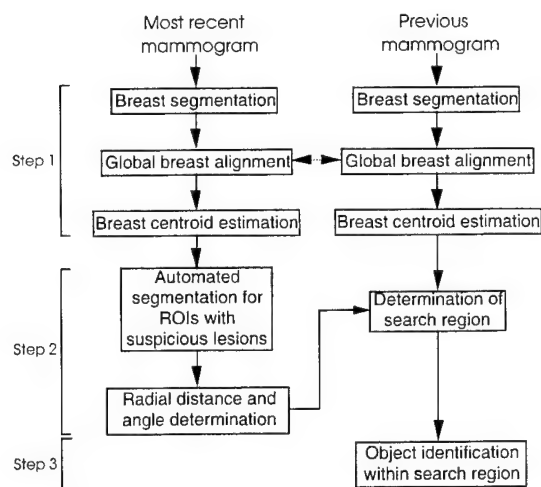 Most recent
mammogram
Previous
mammogram
Step 1
Breast segmentation
Breast segmentation
Global breast alignment
Global breast alignment
Breast centroid estimation
Breast centroid estimation
Step 2
Automated
segmentation for
ROIs with
suspicious lesions
Determination of
search region
Radial distance and
angle determination
Step 3
Object identification
within search region